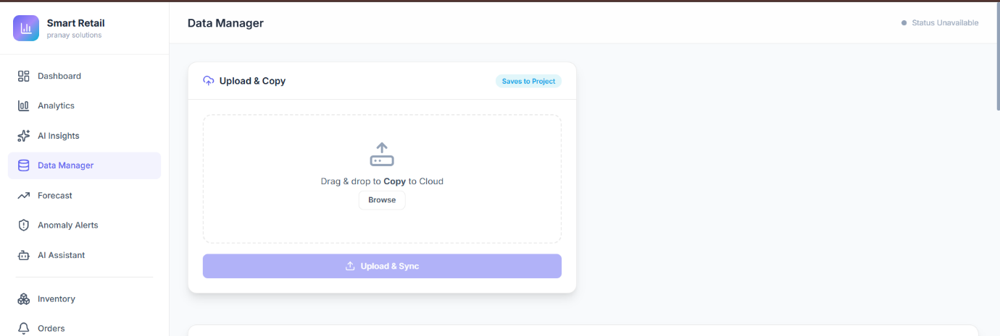 Smart Retail
pranay solutions
Data Manager
Status Unavailable
Dashboard
Analytics
AI Insights
Data Manager
Forecast
Anomaly Alerts
AI Assistant
Inventory
Orders
Upload & Copy
Saves to Project
Drag & drop to Copy to Cloud
Browse
Upload & Sync